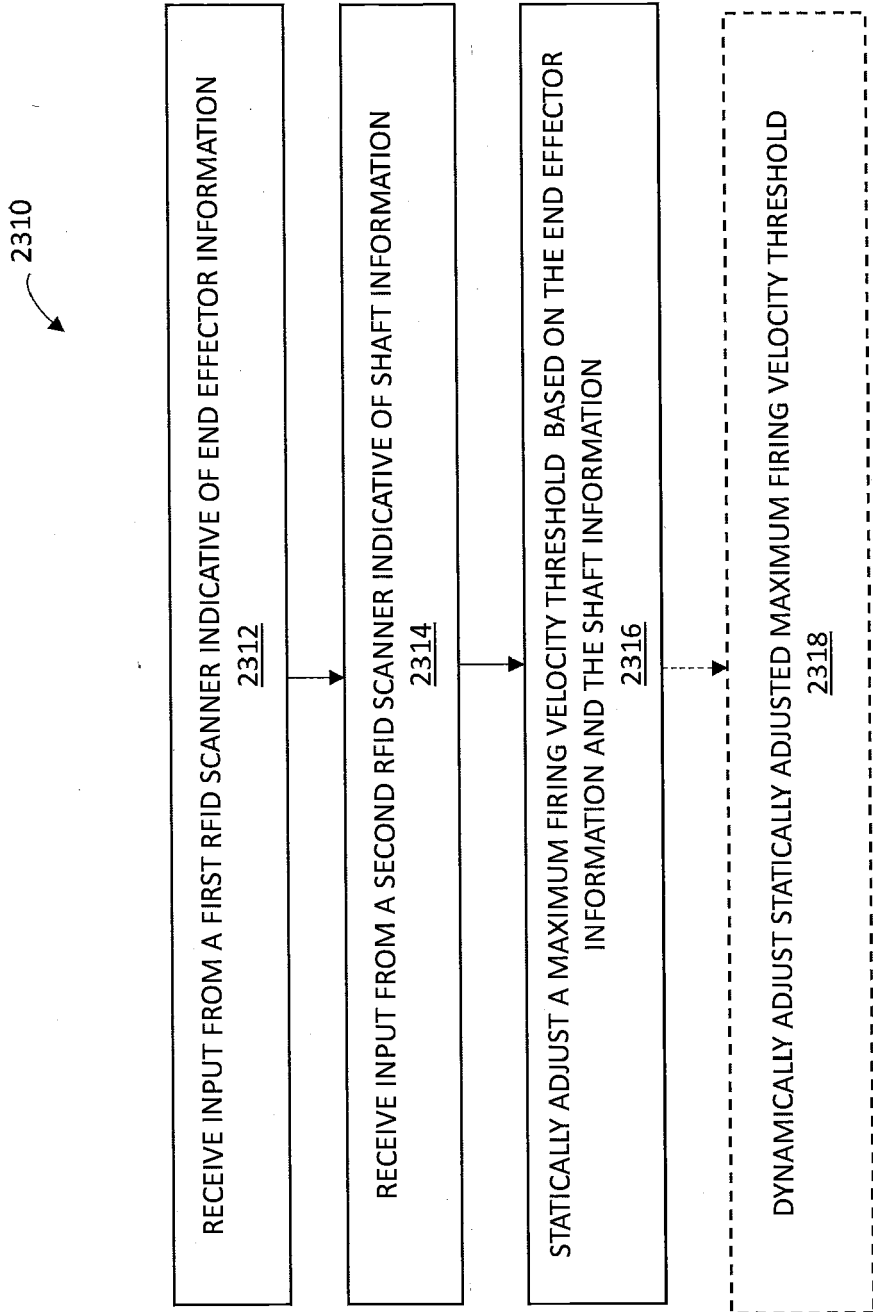 2310
RECEIVE INPUT FROM A FIRST RFID SCANNER INDICATIVE OF END EFFECTOR INFORMATION
2312
RECEIVE INPUT FROM A SECOND RFID SCANNER INDICATIVE OF SHAFT INFORMATION
2314
STATICALLY ADJUST A MAXIMUM FIRING VELOCITY THRESHOLD BASED ON THE END EFFECTOR
INFORMATION AND THE SHAFT INFORMATION
2316
DYNAMICALLY ADJUST STATICALLY ADJUSTED MAXIMUM FIRING VELOCITY THRESHOLD
2318